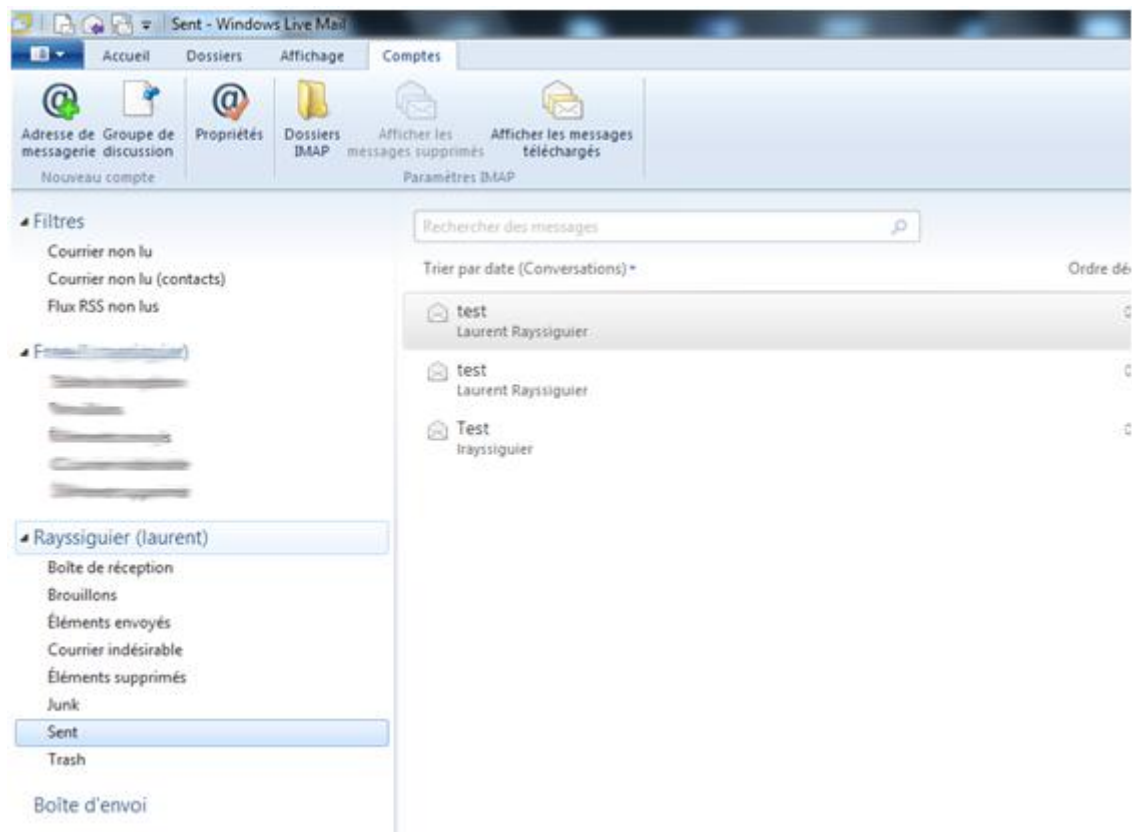 Sent - Windows Live Mail
Accueil Dossiers Affichage Comptes
Adresse de messagerie
Groupe de discussion
Propriétés
Dossiers IMAP
Afficher les messages supprimés
Afficher les messages téléchargés
Nouveau compte
Paramètres IMAP
Filtres
Courrier non lu
Courrier non lu (contacts)
Flux RSS non lus
Rayssiguier (laurent)
Boîte de réception
Brouillons
Éléments envoyés
Courrier indésirable
Éléments supprimés
Junk
Sent
Trash
Boîte d'envoi
Rechercher des messages
Trier par date (Conversations)
Ordre dé
test
Laurent Rayssiguier
test
Laurent Rayssiguier
Test
lrayssiguier